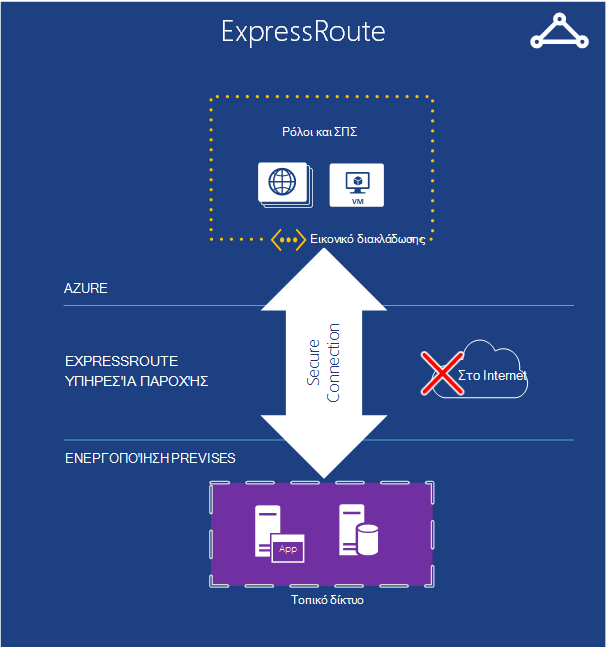 ExpressRoute
Ρόλοι και ΣΠΣ
VM
Εικονικό διακλάδωσης
AZURE
Secure
Connection
EXPRESSROUTE
ΥΠΗΡΕΣΊΑ ΠΑΡΟΧΉΣ
Στο Internet
ΕΝΕΡΓΟΠΟΊΗΣΗ PREVISES
App
Τοπικό δίκτυο